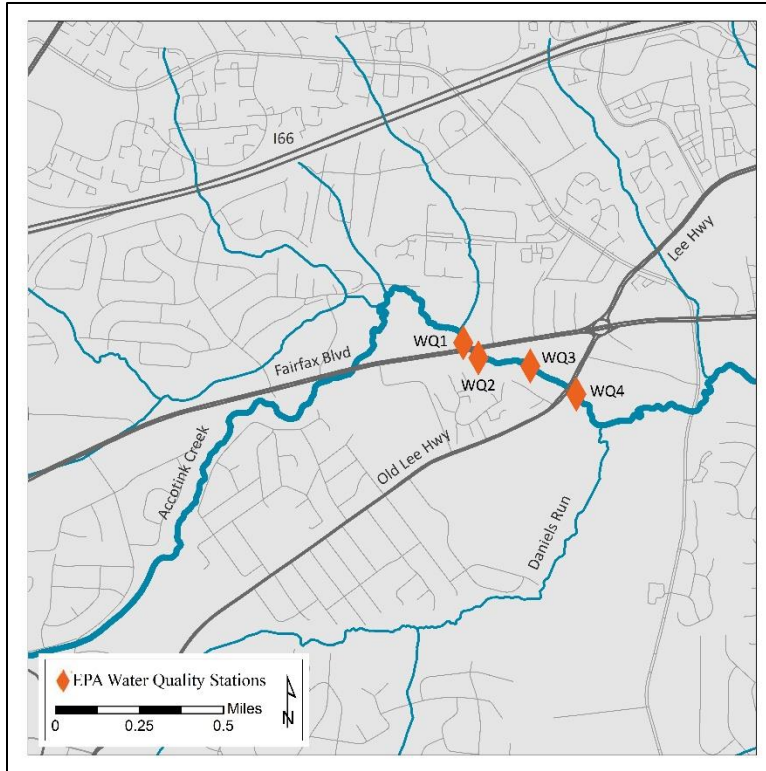 I66
Lee Hwy
WQ1
WQ3
Fairfax Blvd
WQ2
WQ4
Old Lee Hwy
Accotink Creek
Daniels Run
EPA Water Quality Stations
Miles
0 0.25 0.5
N